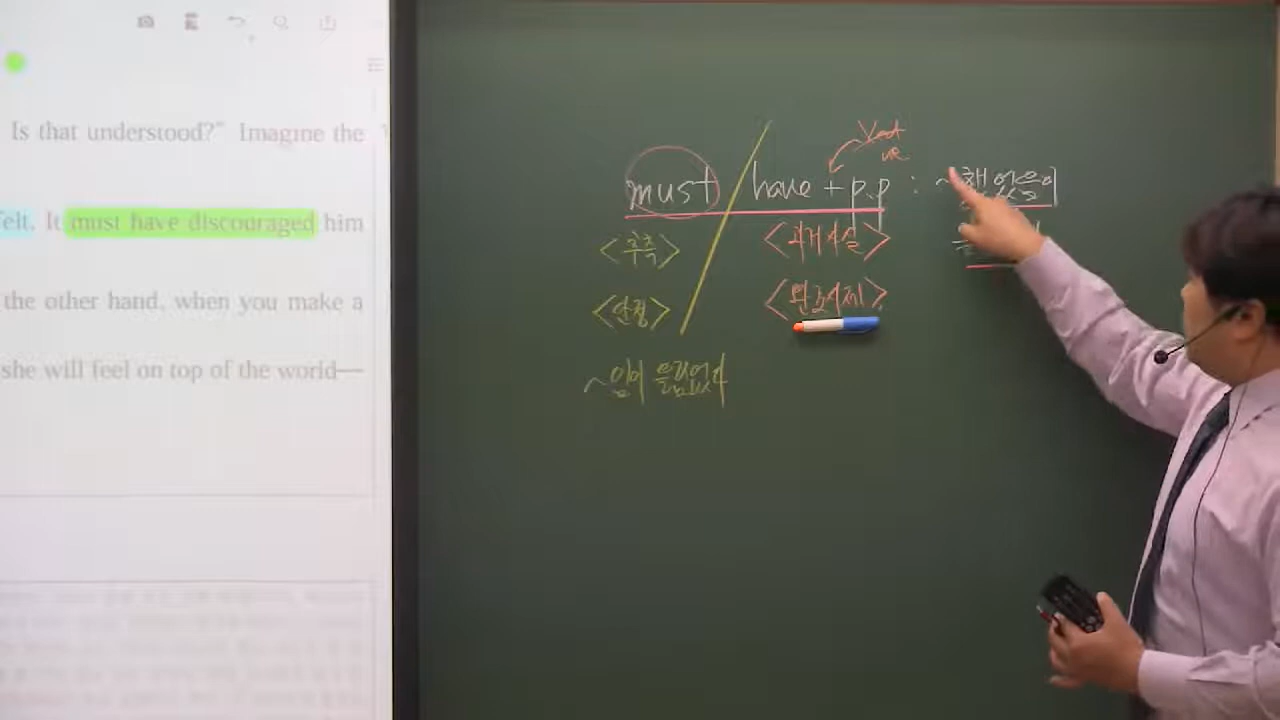 Is that understood?" Imagine the
felt. It must have discouraged him
the other hand, when you make a
she will feel on top of the world—
must / have + p.p : ~했었음이
<추측>
<과거사실>
<단정>
<완료시제>
~임이 틀림없다